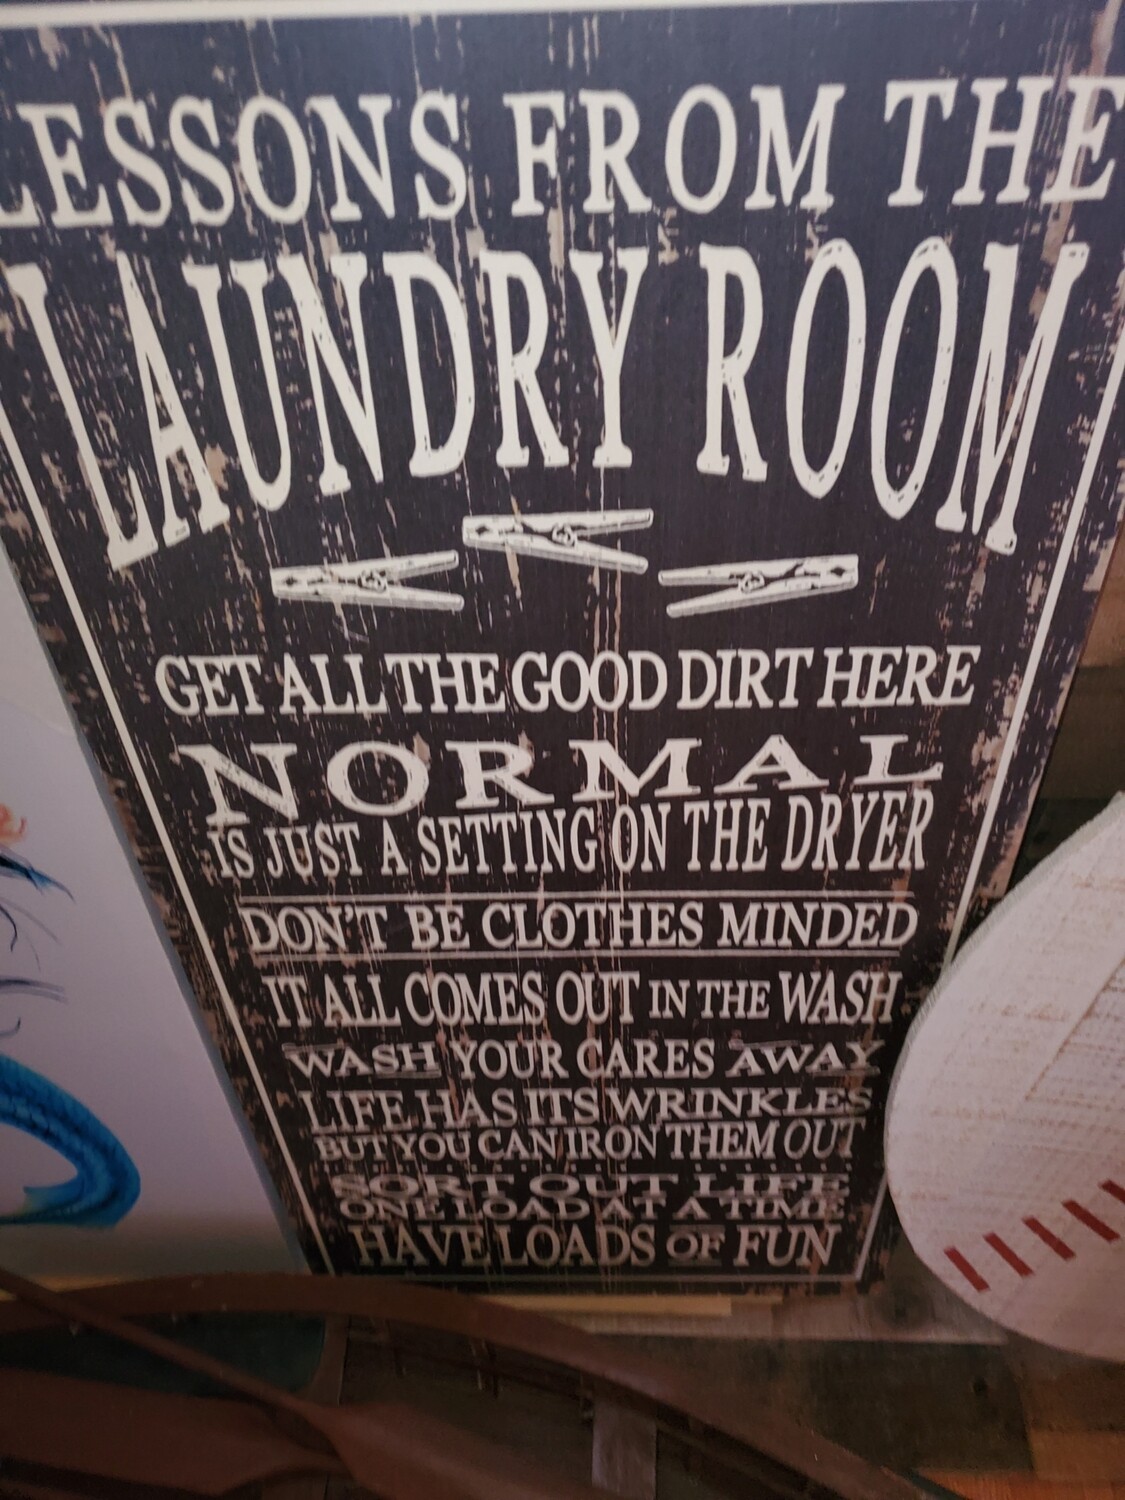 LESSONS FROM THE
LAUNDRY ROOM
GET ALL THE GOOD DIRT HERE
NORMAL
IS JUST A SETTING ON THE DRYER
DON'T BE CLOTHES MINDED
IT ALL COMES OUT IN THE WASH
WASH YOUR CARES AWAY
LIFE HAS ITS WRINKLES
BUT YOU CAN IRON THEM OUT
SORT OUT LIFE
ONE LOAD AT A TIME
HAVE LOADS OF FUN